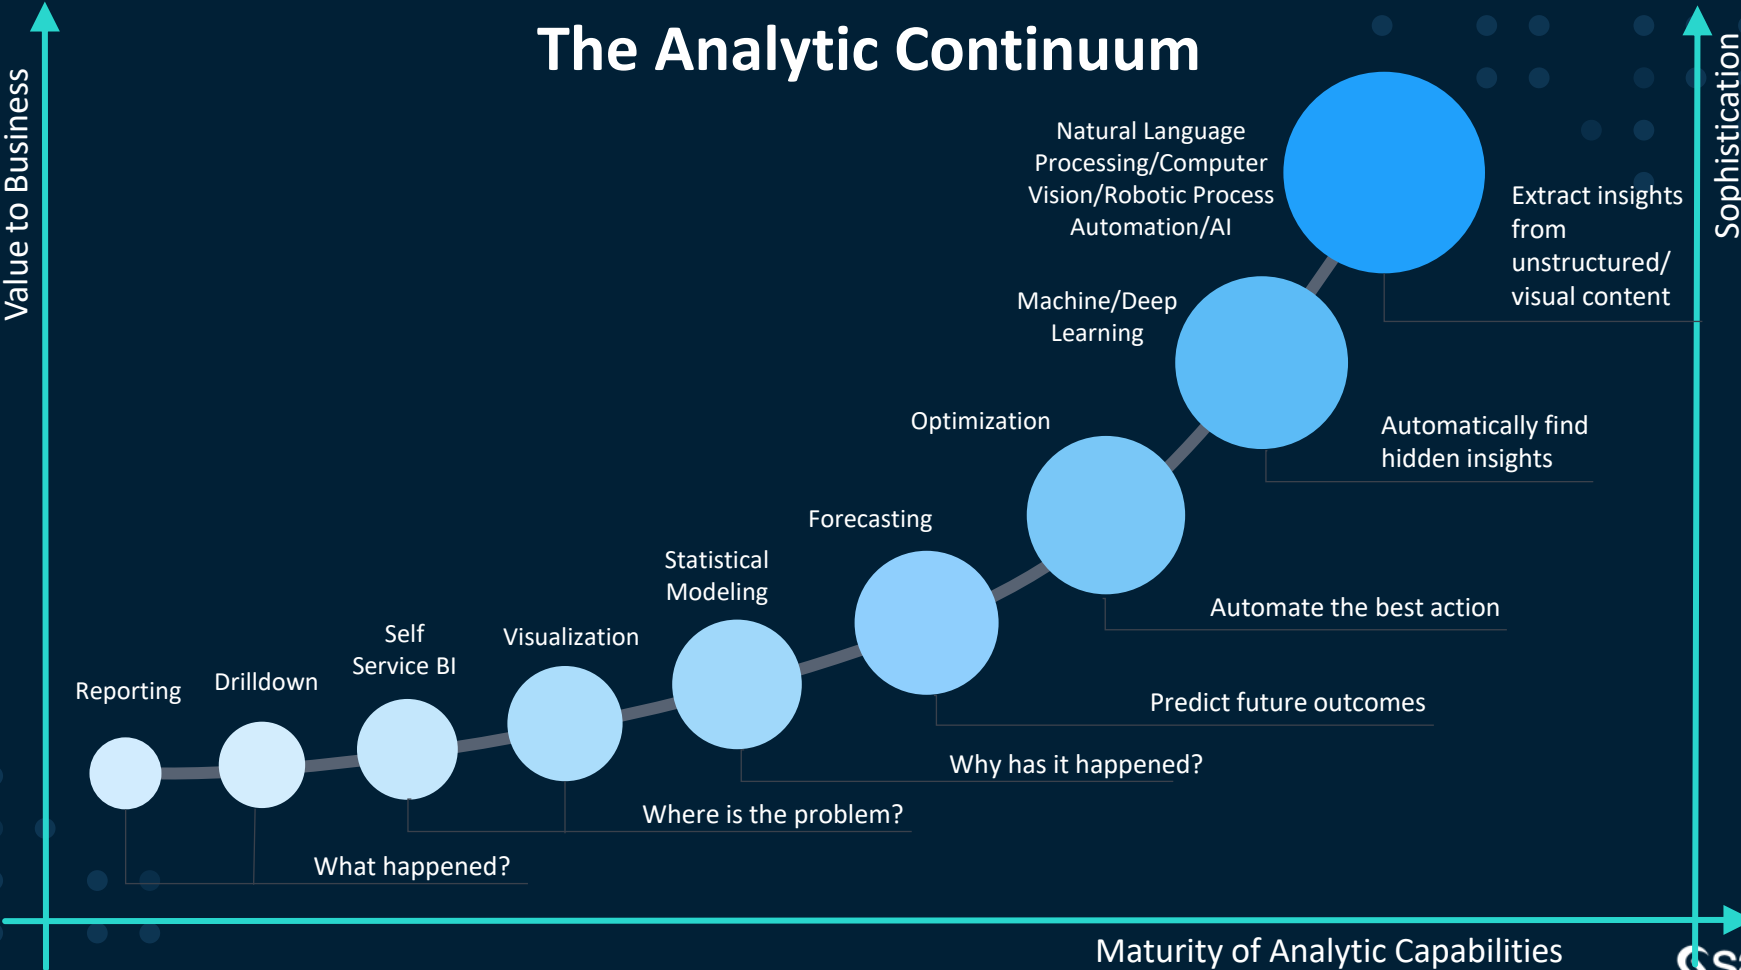 The Analytic Continuum
Value to Business
Sophistication
Natural Language
Processing/Computer
Vision/Robotic Process
Automation/AI
Extract insights
from
unstructured/
visual content
Machine/Deep
Learning
Automatically find
hidden insights
Optimization
Automate the best action
Forecasting
Predict future outcomes
Statistical
Modeling
Why has it happened?
Visualization
Self
Service BI
Where is the problem?
Drilldown
Reporting
What happened?
Maturity of Analytic Capabilities